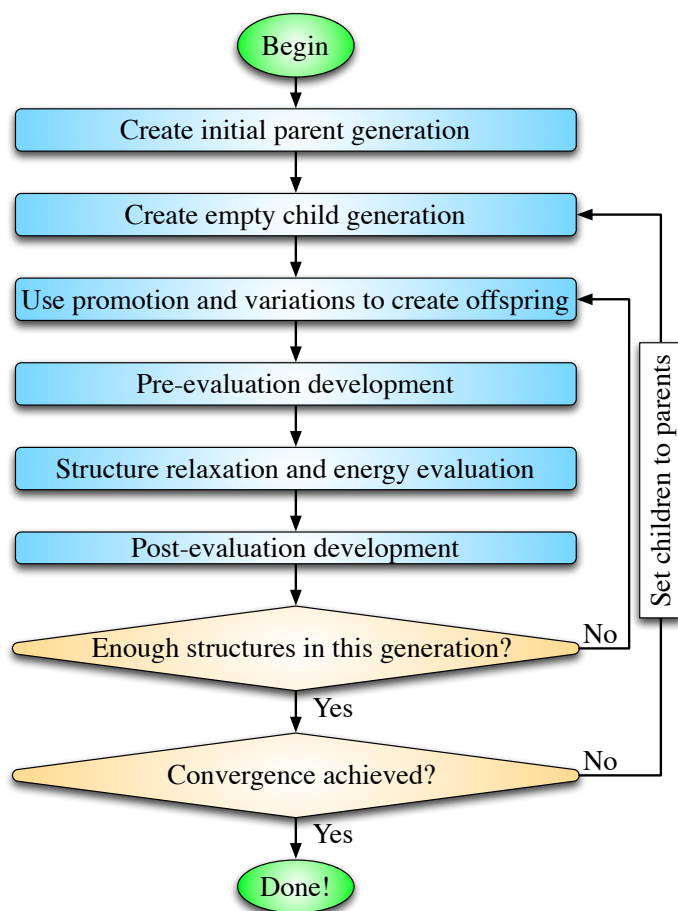 Begin
Create initial parent generation
Create empty child generation
Use promotion and variations to create offspring
Pre-evaluation development
Structure relaxation and energy evaluation
Post-evaluation development
Enough structures in this generation?
No
Yes
Set children to parents
Convergence achieved?
No
Yes
Done!